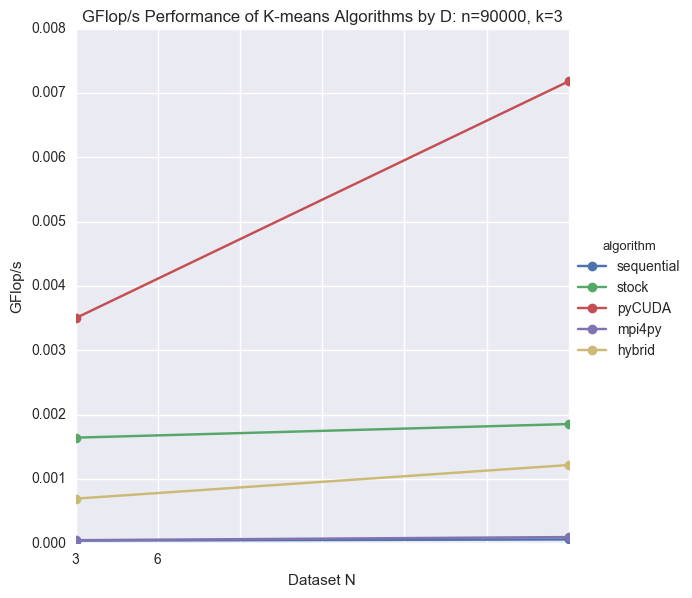 GFlop/s Performance of K-means Algorithms by D: n=90000, k=3
0.008
0.007
0.006
0.005
0.004
0.003
0.002
0.001
0.000
GFlop/s
3
6
Dataset N
algorithm
sequential
stock
pyCUDA
mpi4py
hybrid